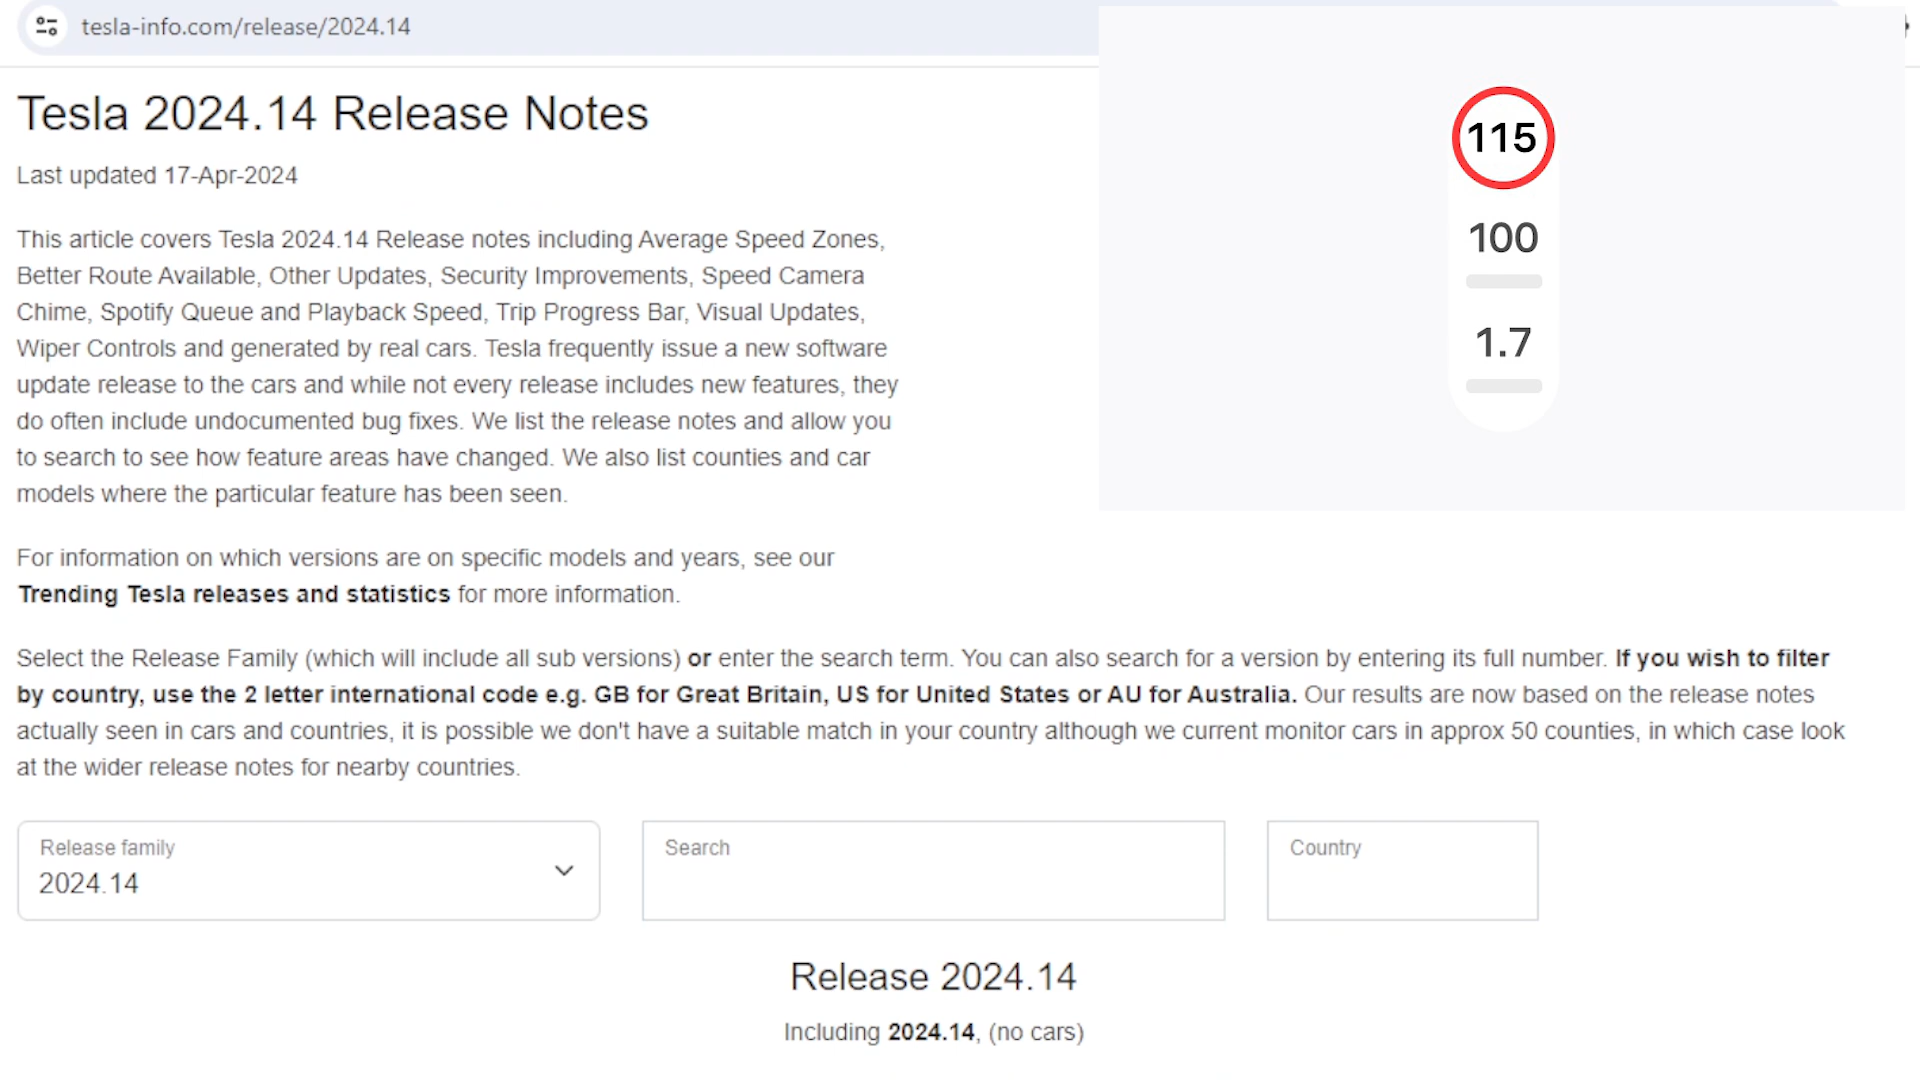 tesla-info.com/release/2024.14
Tesla 2024.14 Release Notes
Last updated 17-Apr-2024
This article covers Tesla 2024.14 Release notes including Average Speed Zones,
Better Route Available, Other Updates, Security Improvements, Speed Camera
Chime, Spotify Queue and Playback Speed, Trip Progress Bar, Visual Updates,
Wiper Controls and generated by real cars. Tesla frequently issue a new software
update release to the cars and while not every release includes new features, they
do often include undocumented bug fixes. We list the release notes and allow you
to search to see how feature areas have changed. We also list counties and car
models where the particular feature has been seen.
115
100
1.7
For information on which versions are on specific models and years, see our
Trending Tesla releases and statistics for more information.
Select the Release Family (which will include all sub versions) or enter the search term. You can also search for a version by entering its full number. If you wish to filter
by country, use the 2 letter international code e.g. GB for Great Britain, US for United States or AU for Australia. Our results are now based on the release notes
actually seen in cars and countries, it is possible we don't have a suitable match in your country although we current monitor cars in approx 50 counties, in which case look
at the wider release notes for nearby countries.
Release family
2024.14
Search
Country
Release 2024.14
Including 2024.14, (no cars)